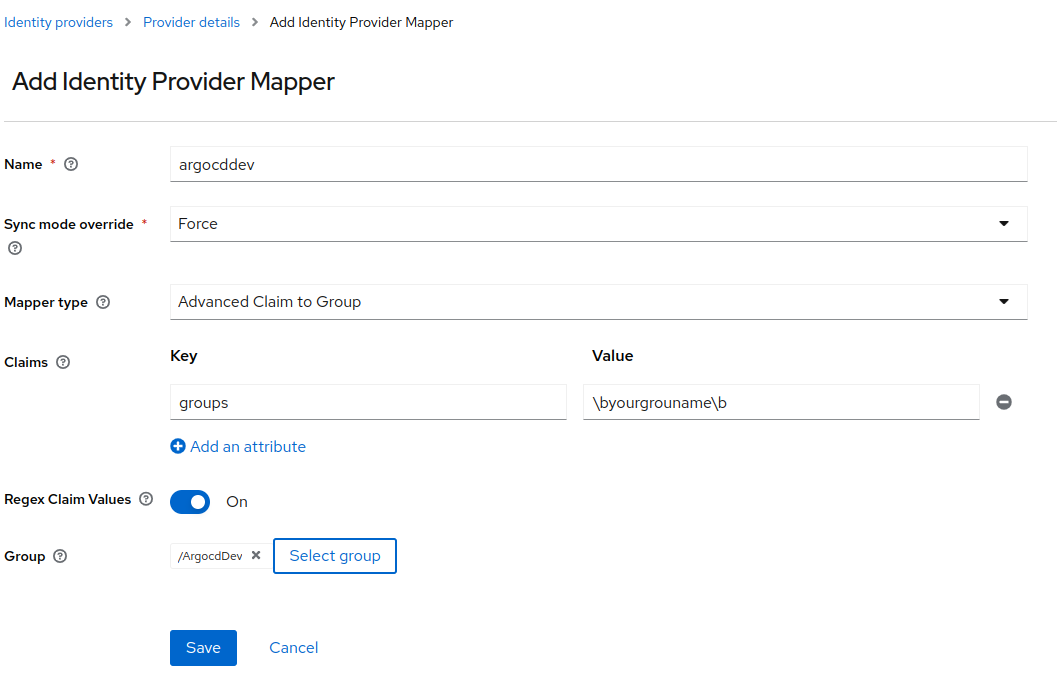 Identity providers > Provider details > Add Identity Provider Mapper
Add Identity Provider Mapper
Name *
argocddev
Sync mode override *
Force
Mapper type
Advanced Claim to Group
Claims
Key Value
groups \byourgrouname\b
Add an attribute
Regex Claim Values
On
Group
/ArgocdDev
Select group
Save Cancel